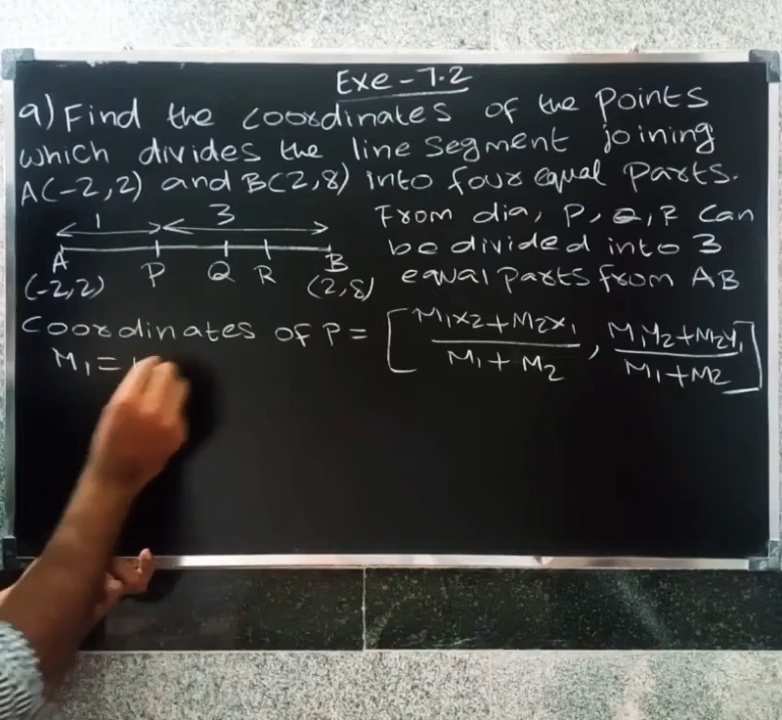 Exe-7.2
9) Find the coordinates of the points
which divides the line segment joining
A(-2,2) and B(2,8) into four equal parts.
1 3
A P Q R B
(-2,2) (2,8)
From dia, P, Q, R can
be divided into 3
equal parts from AB
Coordinates of P = [M₁x₂+M₂x₁ / M₁+M₂, M₁y₂+M₂y₁ / M₁+M₂]
M₁ =